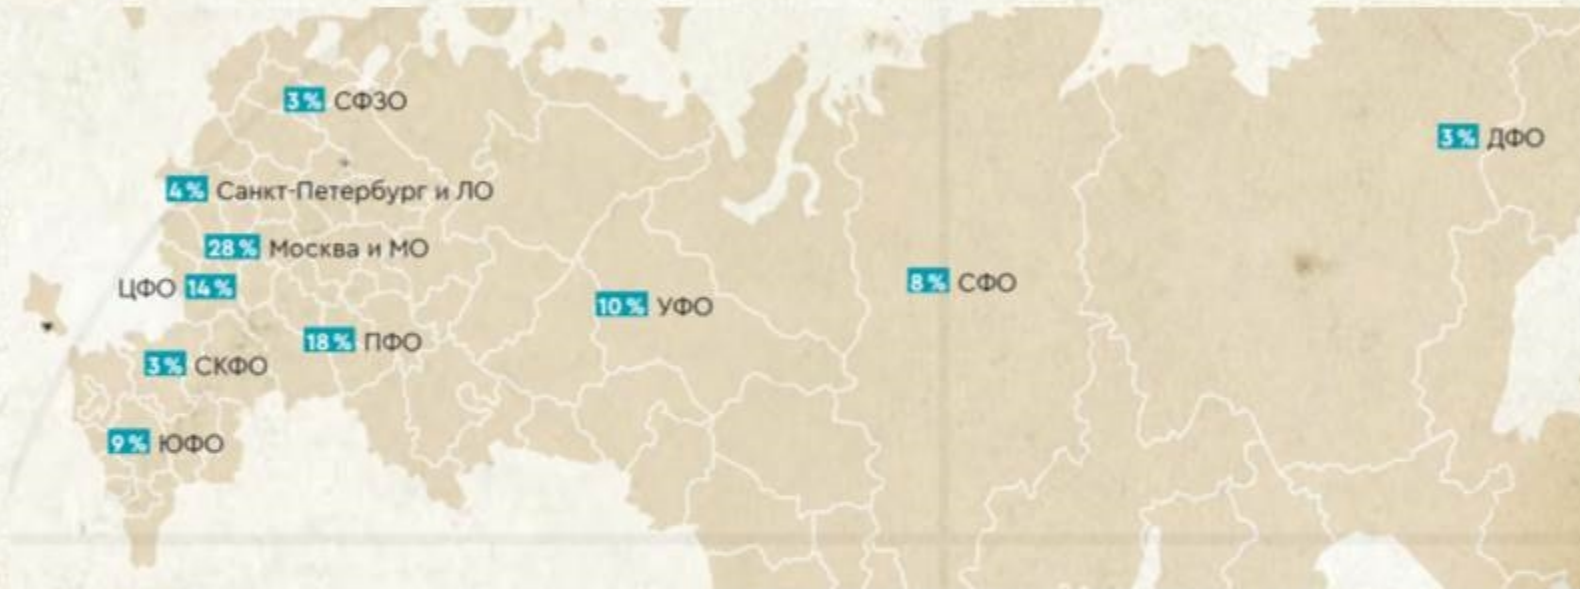 3 % СФЗО
3 % ДФО
4 % Санкт-Петербург и ЛО
28 % Москва и МО
ЦФО 14 %
8 % СФО
10 % УФО
18 % ПФО
3 % СКФО
9 % ЮФО